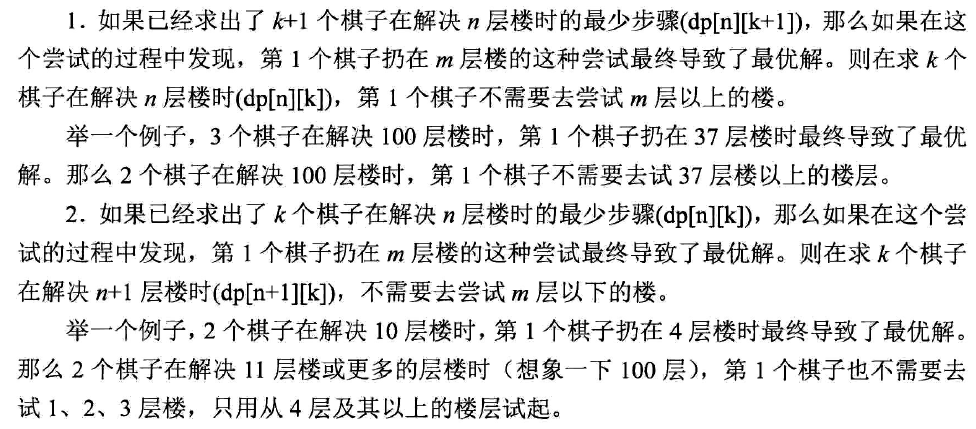 1. 如果已经求出了 k+1 个棋子在解决 n 层楼时的最少步骤(dp[n][k+1])，那么如果在这
个尝试的过程中发现，第 1 个棋子扔在 m 层楼的这种尝试最终导致了最优解。则在求 k 个
棋子在解决 n 层楼时(dp[n][k])，第 1 个棋子不需要去尝试 m 层以上的楼。
举一个例子，3 个棋子在解决 100 层楼时，第 1 个棋子扔在 37 层楼时最终导致了最优
解。那么 2 个棋子在解决 100 层楼时，第 1 个棋子不需要去试 37 层楼以上的楼层。
2. 如果已经求出了 k 个棋子在解决 n 层楼时的最少步骤(dp[n][k])，那么如果在这个尝
试的过程中发现，第 1 个棋子扔在 m 层楼的这种尝试最终导致了最优解。则在求 k 个棋子
在解决 n+1 层楼时(dp[n+1][k])，不需要去尝试 m 层以下的楼。
举一个例子，2 个棋子在解决 10 层楼时，第 1 个棋子扔在 4 层楼时最终导致了最优解。
那么 2 个棋子在解决 11 层楼或更多的层楼时（想象一下 100 层），第 1 个棋子也不需要去
试 1、2、3 层楼，只用从 4 层及其以上的楼层试起。